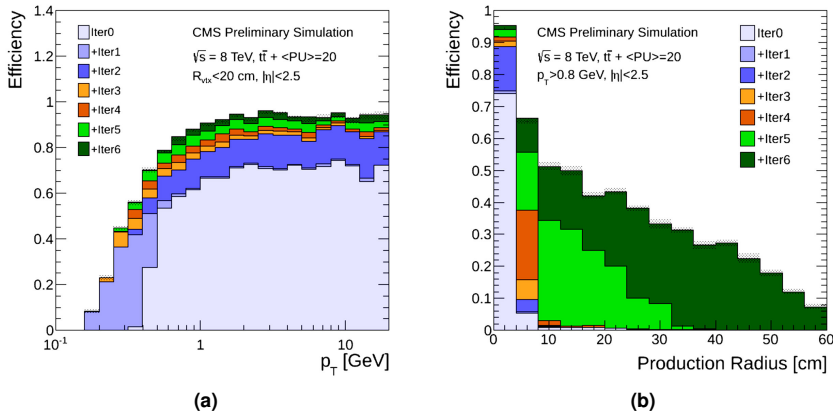 CMS Preliminary Simulation
√s = 8 TeV, tt̄ + <PU>=20
R_vtx<20 cm, |η|<2.5
Iter0
+Iter1
+Iter2
+Iter3
+Iter4
+Iter5
+Iter6
Efficiency
1.4
1.2
1
0.8
0.6
0.4
0.2
0
10⁻¹
1
10
p_T [GeV]
(a)
CMS Preliminary Simulation
√s = 8 TeV, tt̄ + <PU>=20
p_T>0.8 GeV, |η|<2.5
Iter0
+Iter1
+Iter2
+Iter3
+Iter4
+Iter5
+Iter6
Efficiency
1
0.9
0.8
0.7
0.6
0.5
0.4
0.3
0.2
0.1
0
0
10
20
30
40
50
60
Production Radius [cm]
(b)